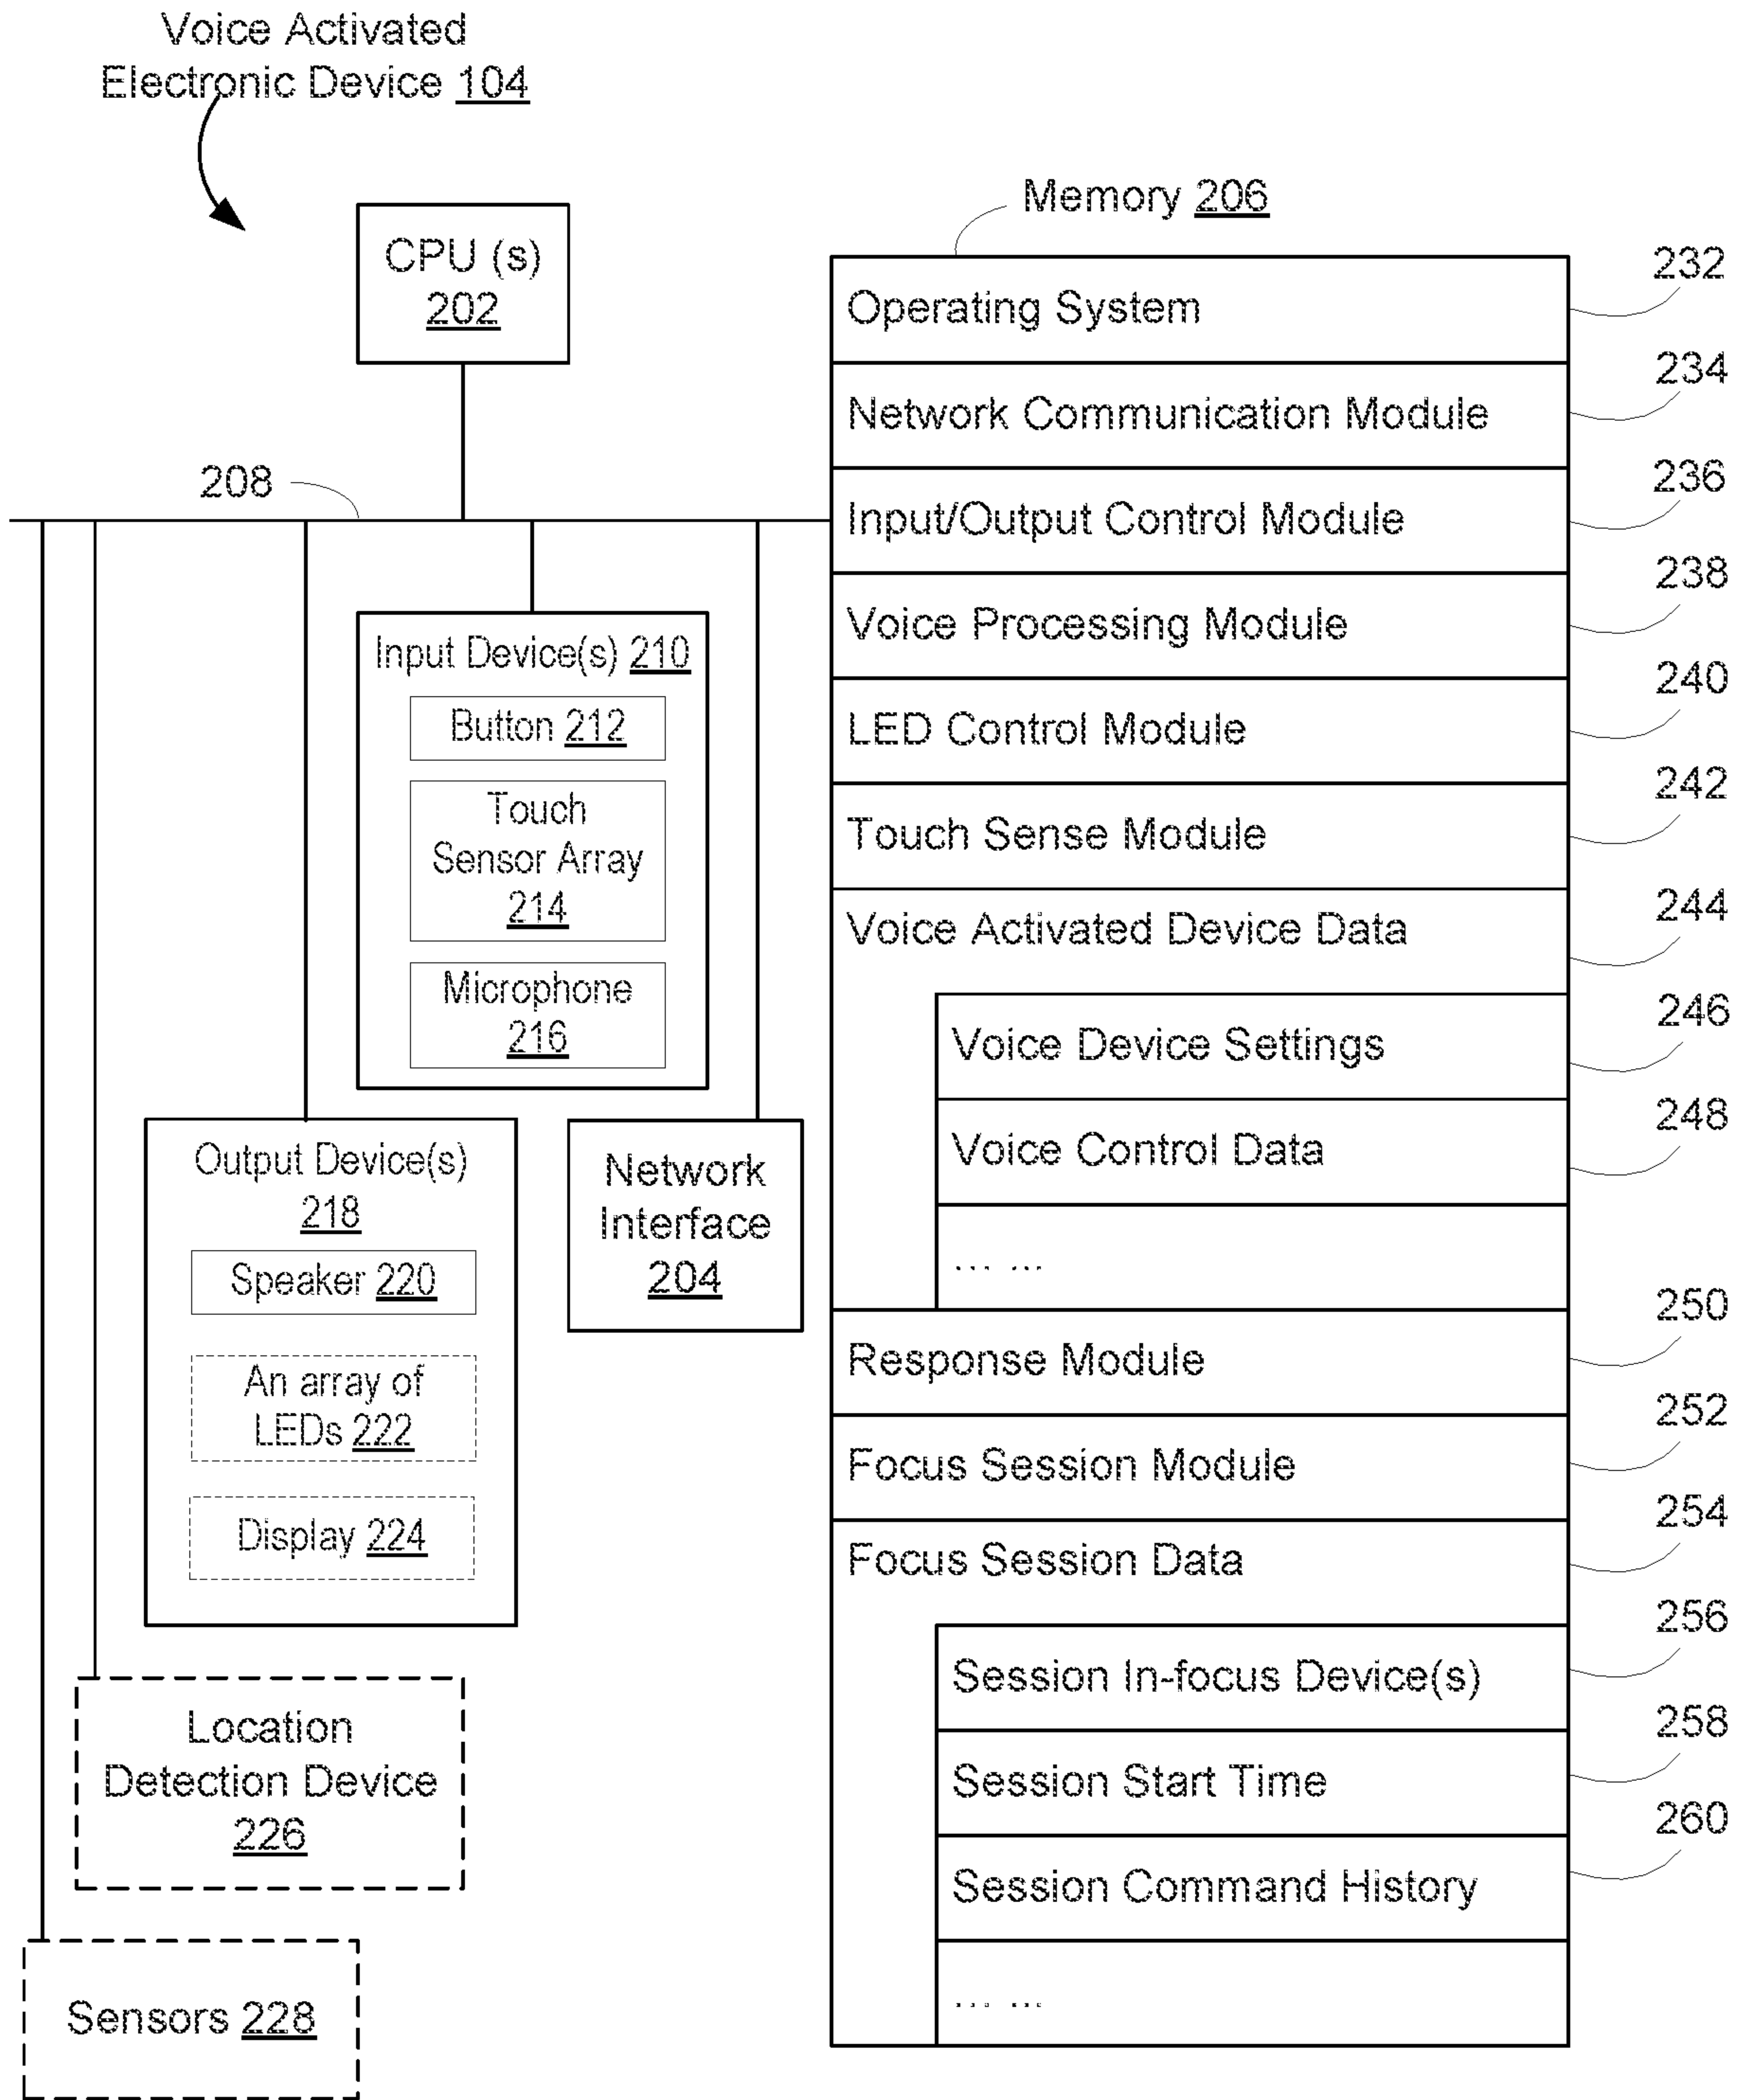 Voice Activated
Electronic Device 104
CPU (s)
202
208
Input Device(s) 210
Button 212
Touch
Sensor Array
214
Microphone
216
Output Device(s)
218
Speaker 220
An array of
LEDs 222
Display 224
Network
Interface
204
Location
Detection Device
226
Sensors 228
Memory 206
Operating System
232
Network Communication Module
234
Input/Output Control Module
236
Voice Processing Module
238
LED Control Module
240
Touch Sense Module
242
Voice Activated Device Data
244
Voice Device Settings
246
Voice Control Data
248
... ...
Response Module
250
Focus Session Module
252
Focus Session Data
254
Session In-focus Device(s)
256
Session Start Time
258
Session Command History
260
... ...